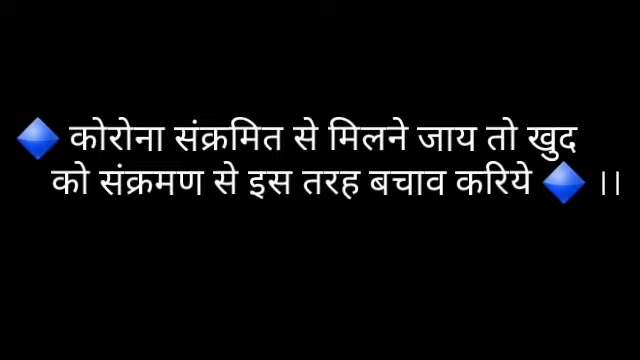 🔷 कोरोना संक्रमित से मिलने जाय तो खुद
को संक्रमण से इस तरह बचाव करिये 🔷 ।।